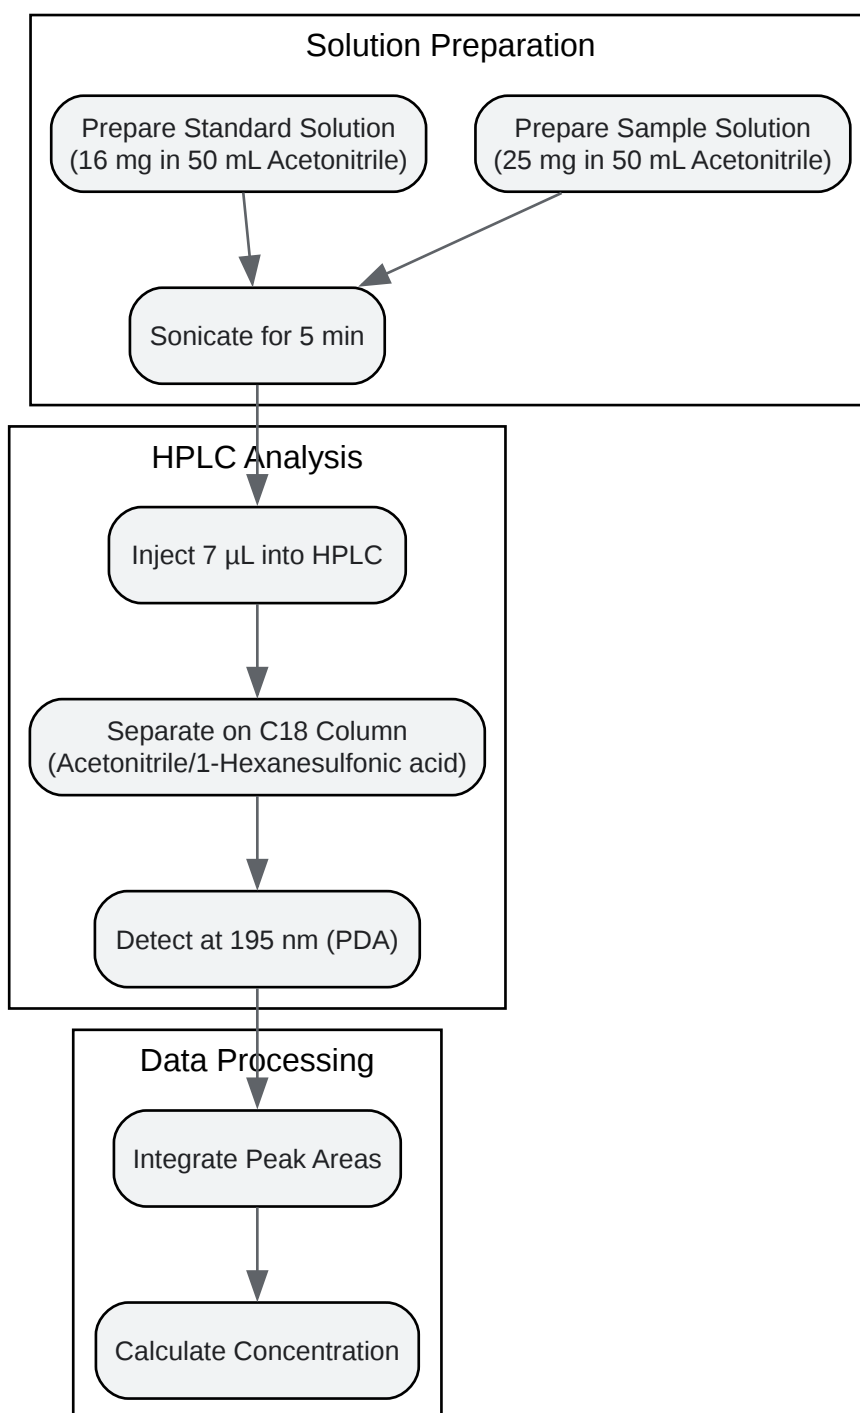 Solution Preparation
Prepare Standard Solution
(16 mg in 50 mL Acetonitrile)
Prepare Sample Solution
(25 mg in 50 mL Acetonitrile)
Sonicate for 5 min
HPLC Analysis
Inject 7 µL into HPLC
Separate on C18 Column
(Acetonitrile/1-Hexanesulfonic acid)
Detect at 195 nm (PDA)
Data Processing
Integrate Peak Areas
Calculate Concentration